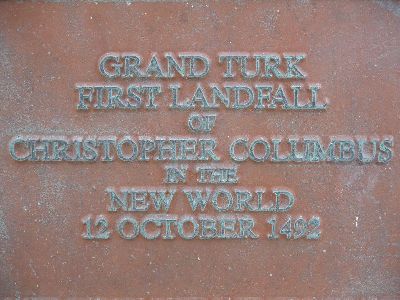 GRAND TURK
FIRST LANDFALL
OF
CHRISTOPHER COLUMBUS
IN THE
NEW WORLD
12 OCTOBER 1492